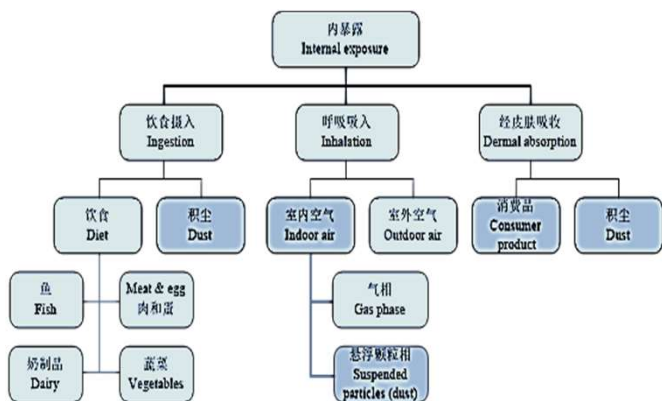 内暴露
Internal exposure
饮食摄入
Ingestion
呼吸吸入
Inhalation
经皮肤吸收
Dermal absorption
饮食
Diet
积尘
Dust
室内空气
Indoor air
室外空气
Outdoor air
消费品
Consumer
product
积尘
Dust
鱼
Fish
Meat & egg
肉和蛋
气相
Gas phase
奶制品
Dairy
蔬菜
Vegetables
悬浮颗粒相
Suspended
particles (dust)